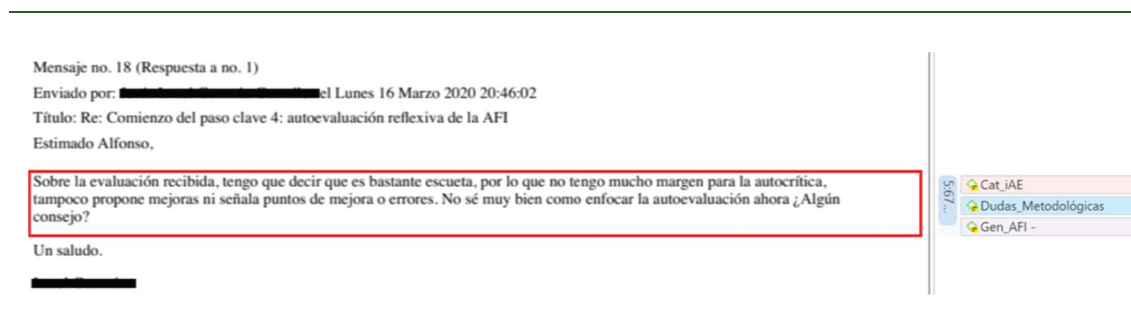 Mensaje no. 18 (Respuesta a no. 1)
Enviado por: el Lunes 16 Marzo 2020 20:46:02
Título: Re: Comienzo del paso clave 4: autoevaluación reflexiva de la AFI
Estimado Alfonso,
Sobre la evaluación recibida, tengo que decir que es bastante escueta, por lo que no tengo mucho margen para la autocrítica,
tampoco propone mejoras ni señala puntos de mejora o errores. No sé muy bien como enfocar la autoevaluación ahora ¿Algún
consejo?
Un saludo.
5:67...
Cat_iAE
Dudas_Metodológicas
Gen_AFI -